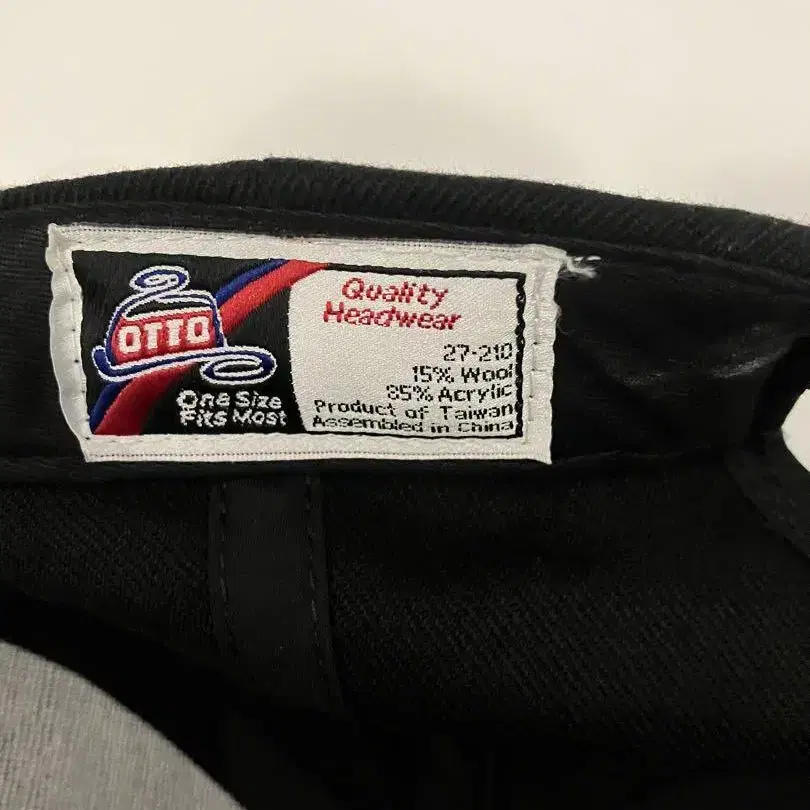 OTTO
One Size
Fits Most
Quality
Headwear
27-210
15% Wool
85% Acrylic
Product of Taiwan
Assembled in China